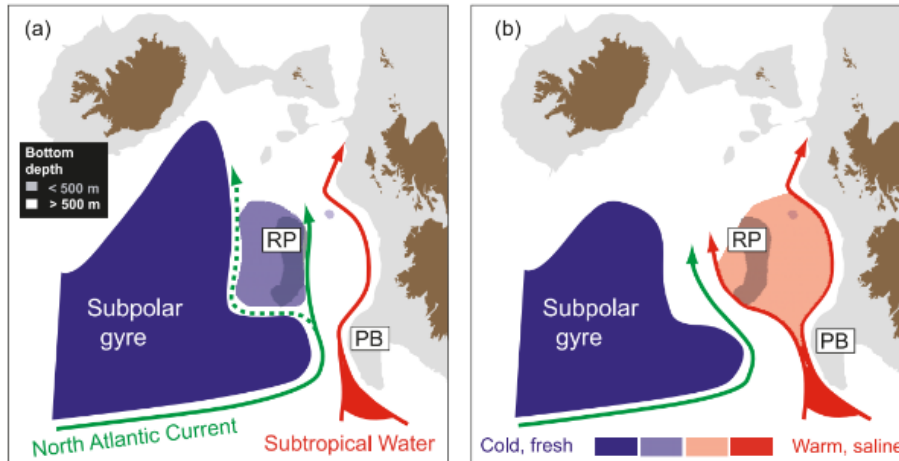 (a)
Bottom
depth
< 500 m
> 500 m
RP
Subpolar
gyre
PB
North Atlantic Current
Subtropical Water
(b)
RP
Subpolar
gyre
PB
Cold, fresh
Warm, saline